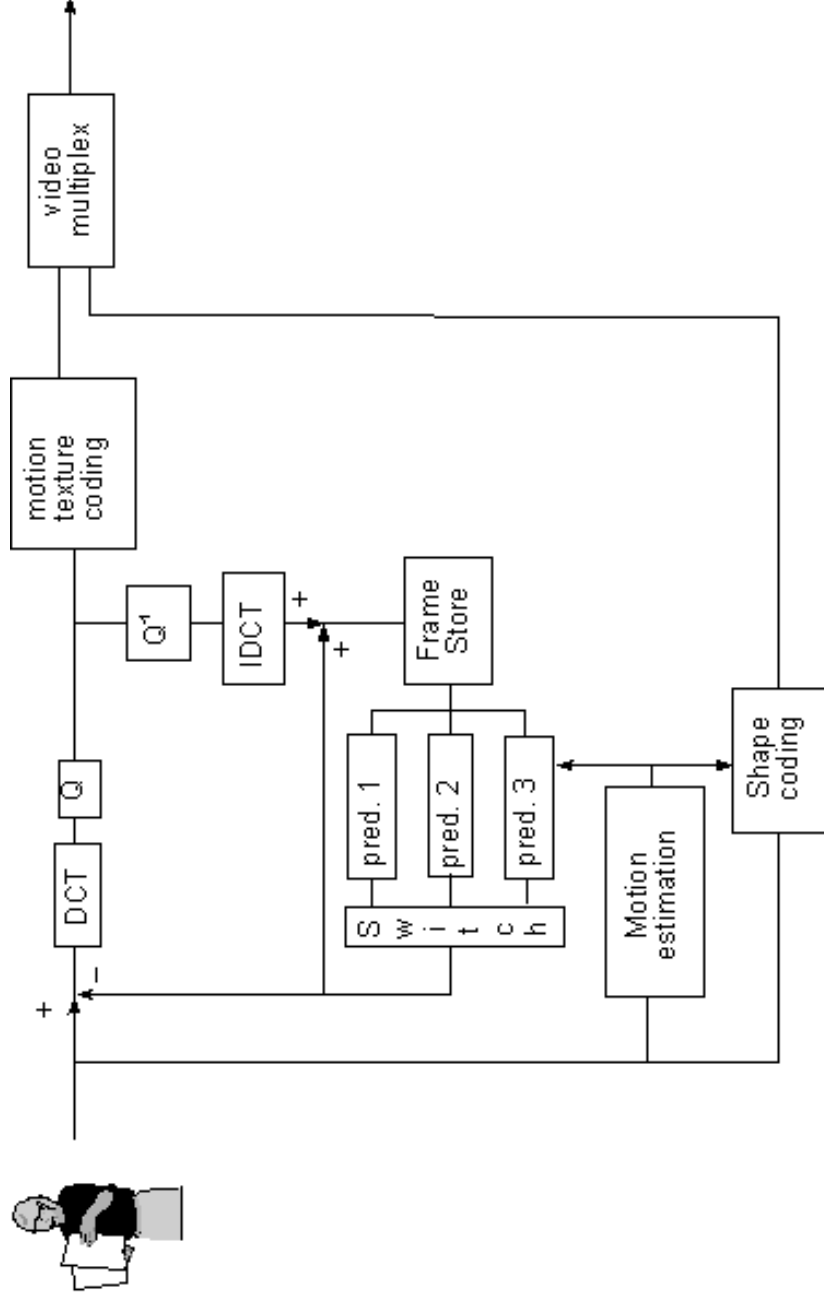 +
–
DCT
Q
motion
texture
coding
video
multiplex
Q⁻¹
IDCT
+
+
Switch
pred. 1
pred. 2
pred. 3
Frame
Store
Motion
estimation
Shape
coding